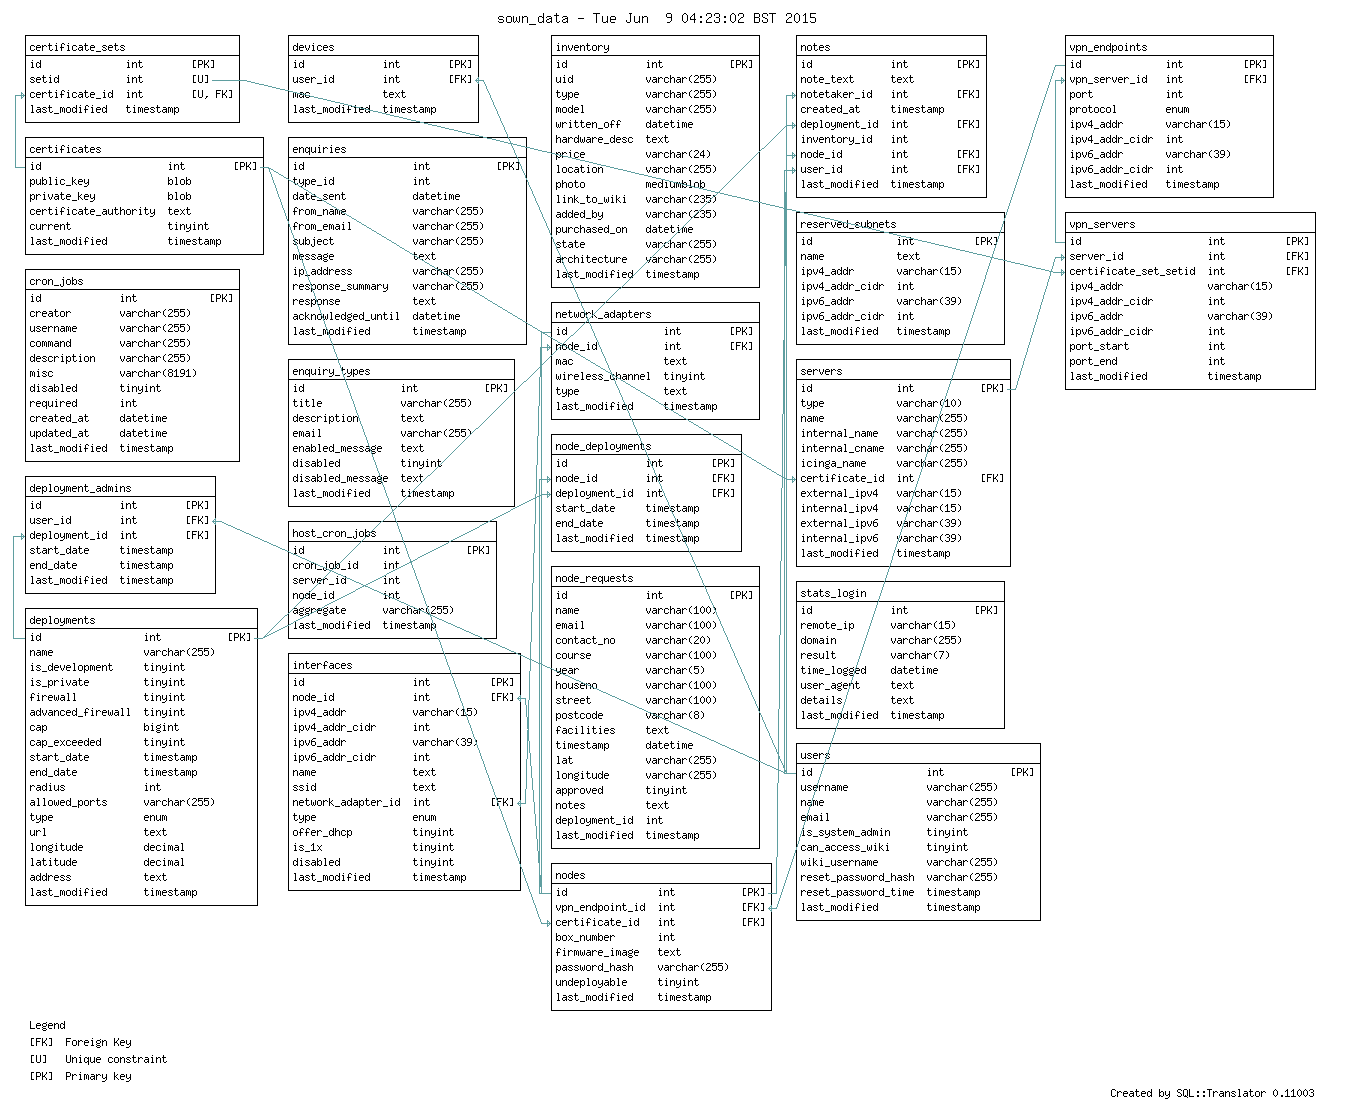 sown_data - Tue Jun  9 04:23:02 BST 2015
certificate_sets
id int [PK]
setid int [U]
certificate_id int [U, FK]
last_modified timestamp
certificates
id int [PK]
public_key blob
private_key blob
certificate_authority text
current tinyint
last_modified timestamp
cron_jobs
id int [PK]
creator varchar(255)
username varchar(255)
command varchar(255)
description varchar(255)
misc varchar(8191)
disabled tinyint
required int
created_at datetime
updated_at datetime
last_modified timestamp
deployment_admins
id int [PK]
user_id int [FK]
deployment_id int [FK]
start_date timestamp
end_date timestamp
last_modified timestamp
deployments
id int [PK]
name varchar(255)
is_development tinyint
is_private tinyint
firewall tinyint
advanced_firewall tinyint
cap bigint
cap_exceeded tinyint
start_date timestamp
end_date timestamp
radius int
allowed_ports varchar(255)
type enum
url text
longitude decimal
latitude decimal
address text
last_modified timestamp
devices
id int [PK]
user_id int [FK]
mac text
last_modified timestamp
enquiries
id int [PK]
type_id int
date_sent datetime
from_name varchar(255)
from_email varchar(255)
subject varchar(255)
message text
ip_address varchar(255)
response_summary varchar(255)
response text
acknowledged_until datetime
last_modified timestamp
enquiry_types
id int [PK]
title varchar(255)
description text
email varchar(255)
enabled_message text
disabled tinyint
disabled_message text
last_modified timestamp
host_cron_jobs
id int [PK]
cron_job_id int
server_id int
node_id int
aggregate varchar(255)
last_modified timestamp
interfaces
id int [PK]
node_id int [FK]
ipv4_addr varchar(15)
ipv4_addr_cidr int
ipv6_addr varchar(39)
ipv6_addr_cidr int
name text
ssid text
network_adapter_id int [FK]
type enum
offer_dhcp tinyint
is_1x tinyint
disabled tinyint
last_modified timestamp
inventory
id int [PK]
uid varchar(255)
type varchar(255)
model varchar(255)
written_off datetime
hardware_desc text
price varchar(24)
location varchar(255)
photo mediumblob
link_to_wiki varchar(235)
added_by varchar(235)
purchased_on datetime
state varchar(255)
architecture varchar(255)
last_modified timestamp
network_adapters
id int [PK]
node_id int [FK]
mac text
wireless_channel tinyint
type text
last_modified timestamp
node_deployments
id int [PK]
node_id int [FK]
deployment_id int [FK]
start_date timestamp
end_date timestamp
last_modified timestamp
node_requests
id int [PK]
name varchar(100)
email varchar(100)
contact_no varchar(20)
course varchar(100)
year varchar(5)
houseno varchar(100)
street varchar(100)
postcode varchar(8)
facilities text
timestamp datetime
lat varchar(255)
longitude varchar(255)
approved tinyint
notes text
deployment_id int
last_modified timestamp
nodes
id int [PK]
vpn_endpoint_id int [FK]
certificate_id int [FK]
box_number int
firmware_image text
password_hash varchar(255)
undeployable tinyint
last_modified timestamp
notes
id int [PK]
note_text text
notetaker_id int [FK]
created_at timestamp
deployment_id int [FK]
inventory_id int
node_id int [FK]
user_id int [FK]
last_modified timestamp
reserved_subnets
id int [PK]
name text
ipv4_addr varchar(15)
ipv4_addr_cidr int
ipv6_addr varchar(39)
ipv6_addr_cidr int
last_modified timestamp
servers
id int [PK]
type varchar(10)
name varchar(255)
internal_name varchar(255)
internal_cname varchar(255)
icinga_name varchar(255)
certificate_id int [FK]
external_ipv4 varchar(15)
internal_ipv4 varchar(15)
external_ipv6 varchar(39)
internal_ipv6 varchar(39)
last_modified timestamp
stats_login
id int [PK]
remote_ip varchar(15)
domain varchar(255)
result varchar(7)
time_logged datetime
user_agent text
details text
last_modified timestamp
users
id int [PK]
username varchar(255)
name varchar(255)
email varchar(255)
is_system_admin tinyint
can_access_wiki tinyint
wiki_username varchar(255)
reset_password_hash varchar(255)
reset_password_time timestamp
last_modified timestamp
vpn_endpoints
id int [PK]
vpn_server_id int [FK]
port int
protocol enum
ipv4_addr varchar(15)
ipv4_addr_cidr int
ipv6_addr varchar(39)
ipv6_addr_cidr int
last_modified timestamp
vpn_servers
id int [PK]
server_id int [FK]
certificate_set_setid int [FK]
ipv4_addr varchar(15)
ipv4_addr_cidr int
ipv6_addr varchar(39)
ipv6_addr_cidr int
port_start int
port_end int
last_modified timestamp
Legend
[FK] Foreign Key
[U] Unique constraint
[PK] Primary key
Created by SQL::Translator 0.11003